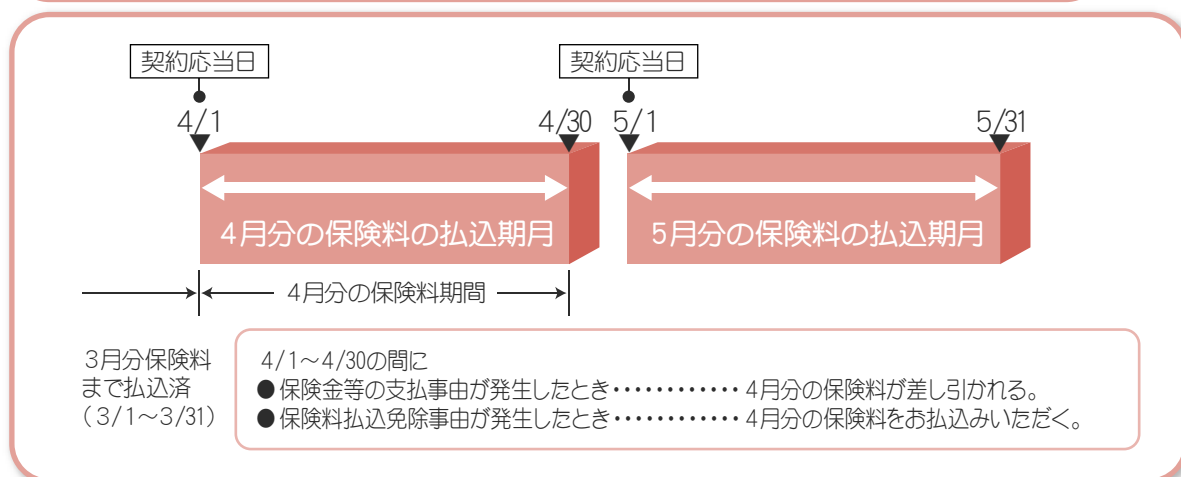 契約応当日
契約応当日
4/1
4/30
5/1
5/31
4月分の保険料の払込期月
5月分の保険料の払込期月
4月分の保険料期間
3月分保険料
まで払込済
(3/1～3/31)
4/1～4/30の間に
●保険金等の支払事由が発生したとき････････････ 4月分の保険料が差し引かれる。
●保険料払込免除事由が発生したとき････････････ 4月分の保険料をお払込みいただく。